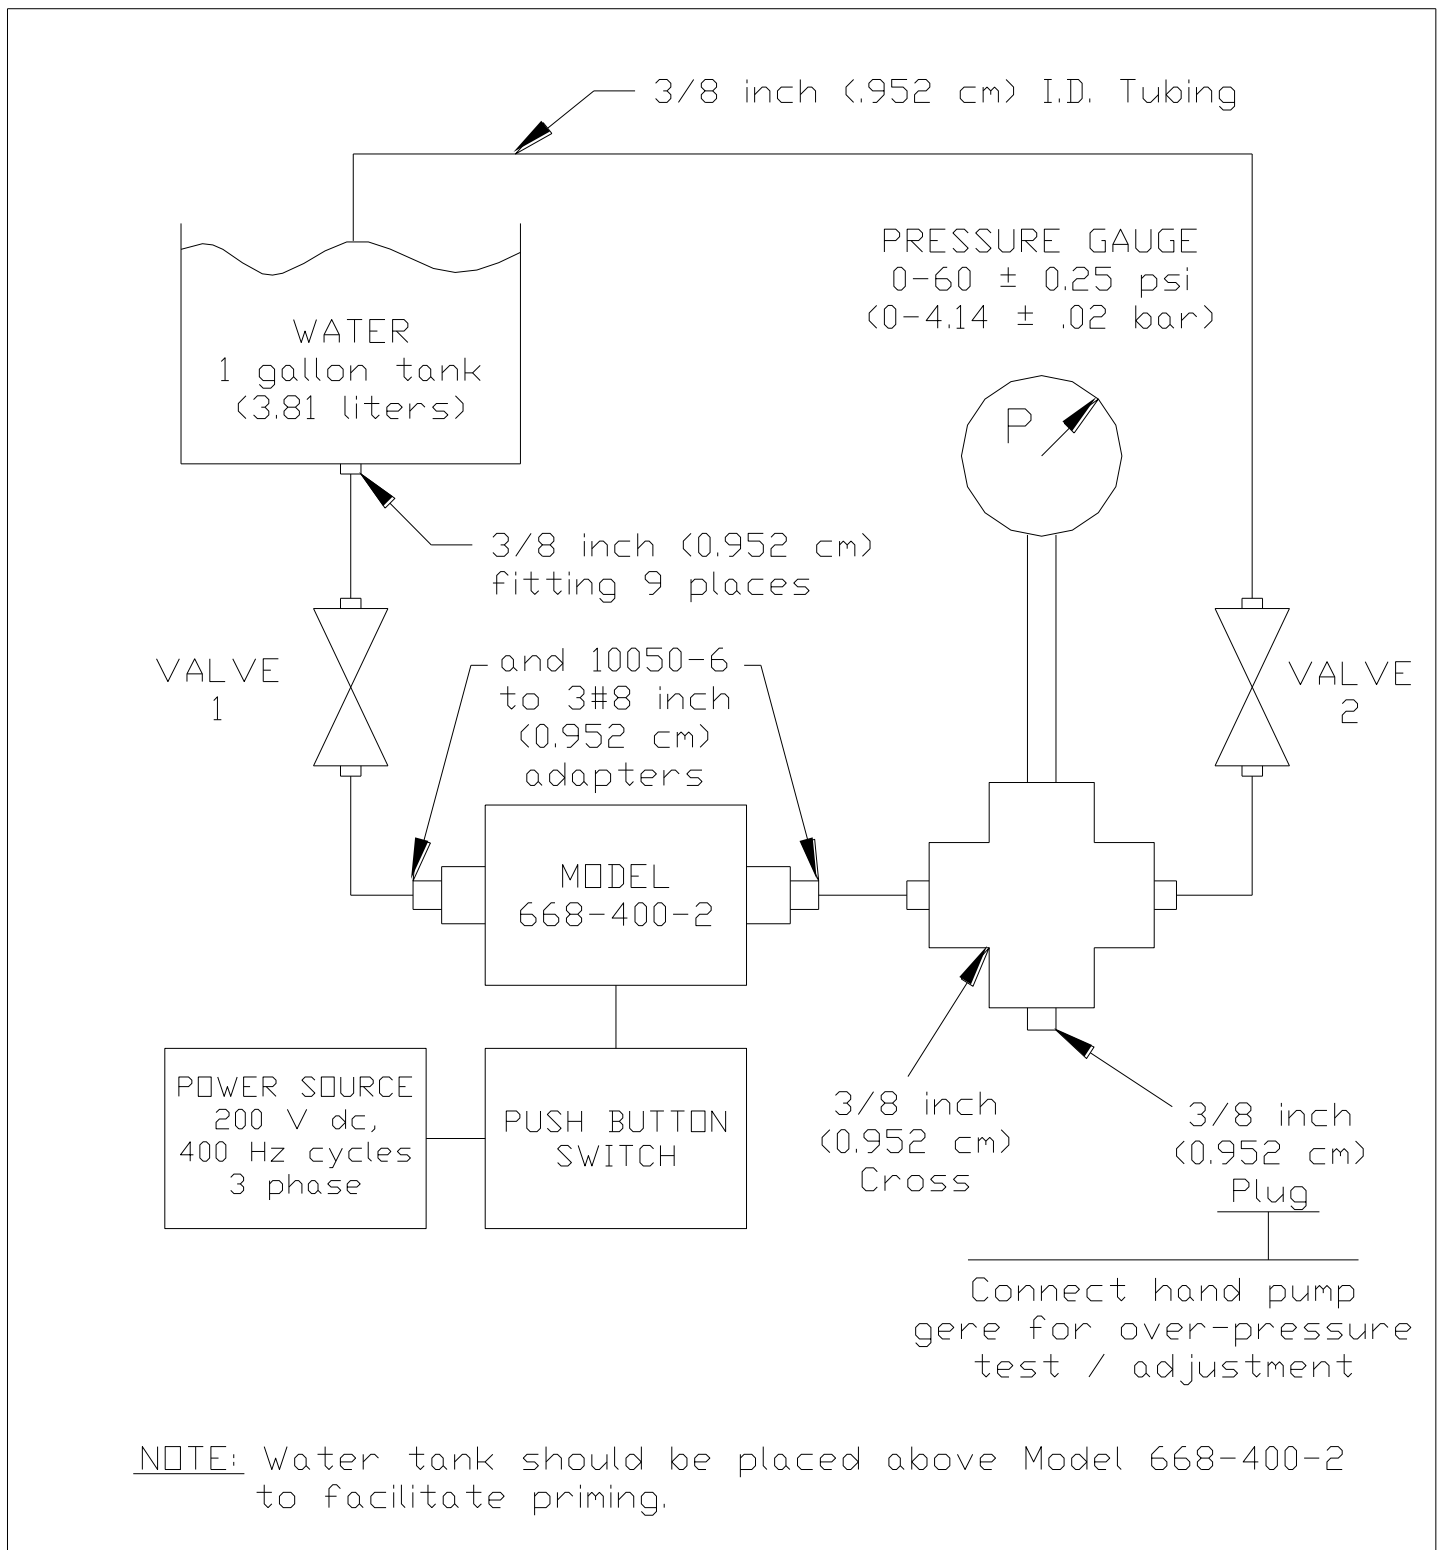 3/8 inch (.952 cm) I.D. Tubing
PRESSURE GAUGE
0-60 ± 0.25 psi
(0-4.14 ± .02 bar)
WATER
1 gallon tank
(3.81 liters)
P
3/8 inch (0.952 cm)
fitting 9 places
VALVE
1
and 10050-6
to 3#8 inch
(0.952 cm)
adapters
VALVE
2
MODEL
668-400-2
POWER SOURCE
200 V dc,
400 Hz cycles
3 phase
PUSH BUTTON
SWITCH
3/8 inch
(0.952 cm)
Cross
3/8 inch
(0.952 cm)
Plug
Connect hand pump
gere for over-pressure
test / adjustment
NOTE: Water tank should be placed above Model 668-400-2
to facilitate priming.